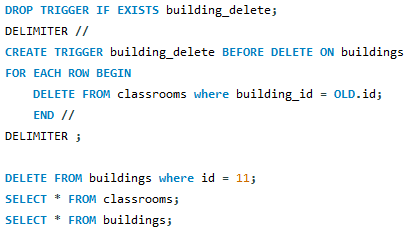 DROP TRIGGER IF EXISTS building_delete;
DELIMITER //
CREATE TRIGGER building_delete BEFORE DELETE ON buildings
FOR EACH ROW BEGIN
    DELETE FROM classrooms where building_id = OLD.id;
    END //
DELIMITER ;

DELETE FROM buildings where id = 11;
SELECT * FROM classrooms;
SELECT * FROM buildings;